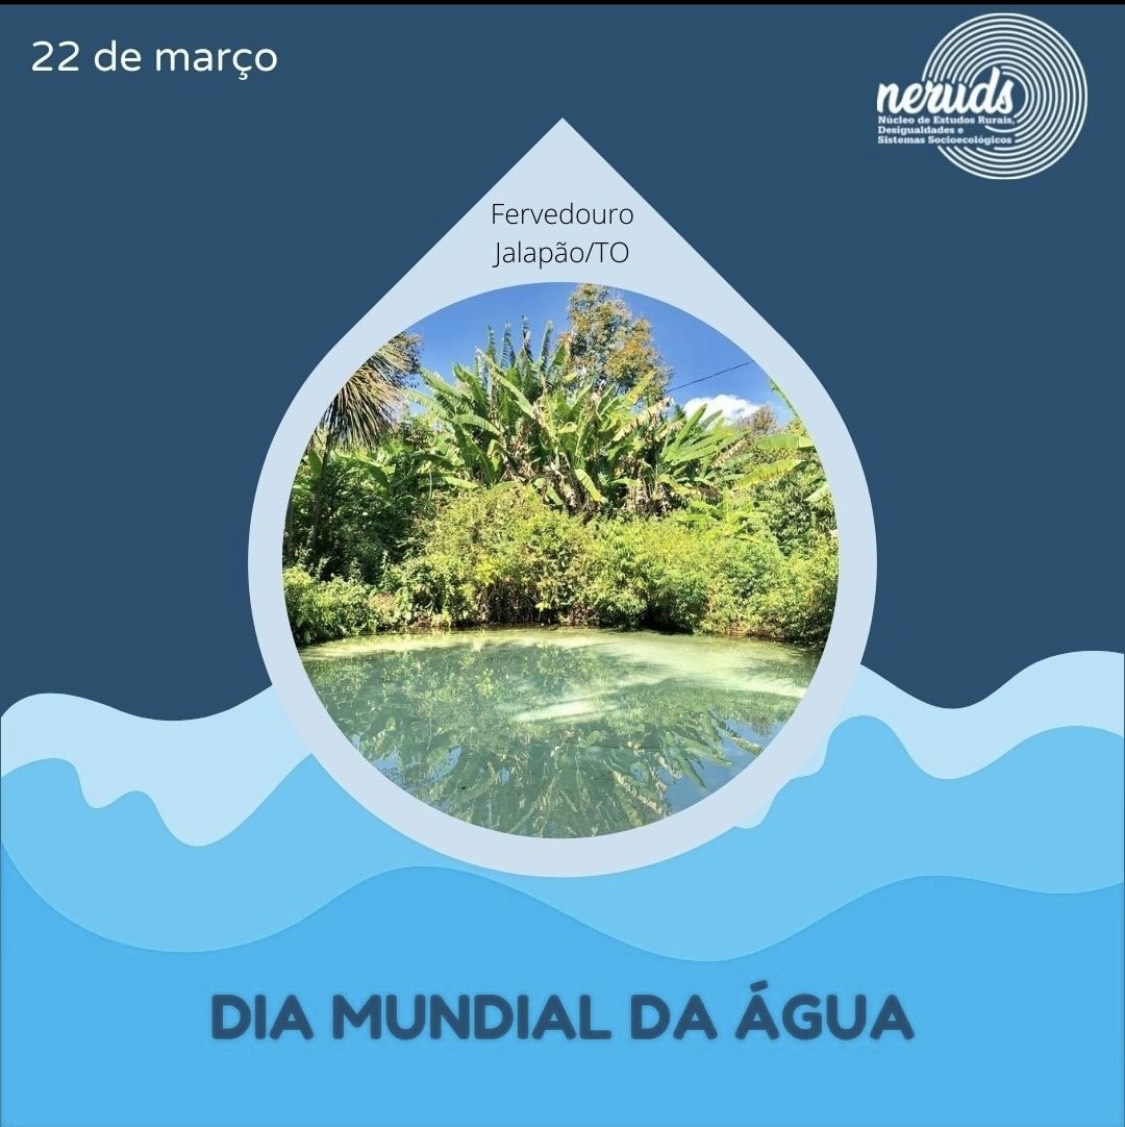 22 de março
neruds
Núcleo de Estudos Rurais,
Desigualdades e
Sistemas Socioecológicos
Fervedouro
Jalapão/TO
DIA MUNDIAL DA ÁGUA